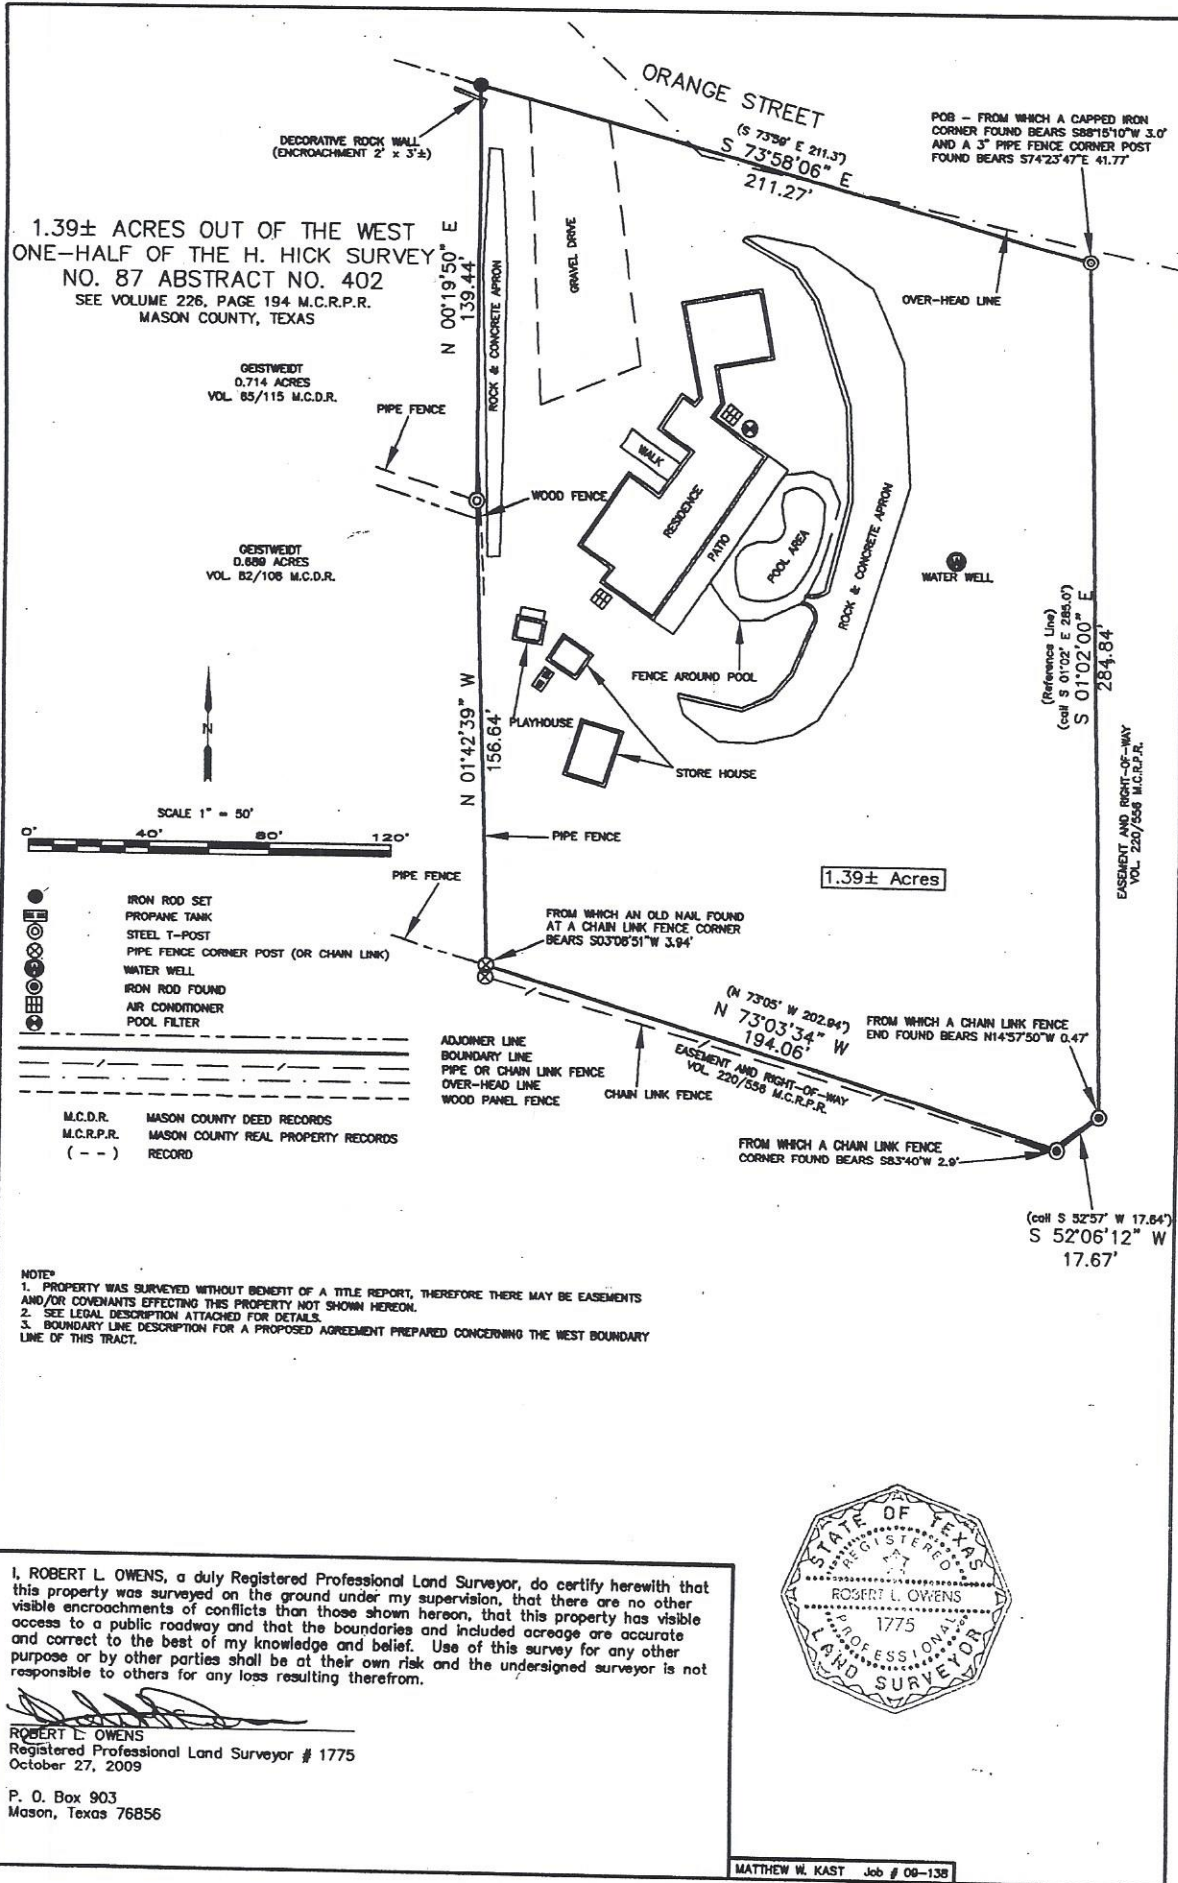 ORANGE STREET
(S 73°59' E 211.3')
S 73°58'06" E
211.27'
POB - FROM WHICH A CAPPED IRON
CORNER FOUND BEARS S88°15'10"W 3.0'
AND A 3" PIPE FENCE CORNER POST
FOUND BEARS S74°23'47"E 41.77'
DECORATIVE ROCK WALL
(ENCROACHMENT 2' x 3'±)
1.39± ACRES OUT OF THE WEST
ONE-HALF OF THE H. HICK SURVEY
NO. 87 ABSTRACT NO. 402
SEE VOLUME 226, PAGE 194 M.C.R.P.R.
MASON COUNTY, TEXAS
N 00°19'50" E
139.44'
ROCK & CONCRETE APRON
GRAVEL DRIVE
OVER-HEAD LINE
GEISTWEIDT
0.714 ACRES
VOL. 85/115 M.C.D.R.
PIPE FENCE
WALK
WOOD FENCE
RESIDENCE
PATIO
POOL AREA
ROCK & CONCRETE APRON
WATER WELL
GEISTWEIDT
0.689 ACRES
VOL. 82/106 M.C.D.R.
(Reference Line)
(call S 01°02' E 285.0')
S 01°02'00" E
284.84'
FENCE AROUND POOL
PLAYHOUSE
STORE HOUSE
N 01°42'39" W
156.64'
N
EASEMENT AND RIGHT-OF-WAY
VOL. 220/556 M.C.R.P.R.
SCALE 1" = 50'
0' 40' 80' 120'
PIPE FENCE
PIPE FENCE
1.39± Acres
IRON ROD SET
PROPANE TANK
STEEL T-POST
PIPE FENCE CORNER POST (OR CHAIN LINK)
WATER WELL
IRON ROD FOUND
AIR CONDITIONER
POOL FILTER
FROM WHICH AN OLD NAIL FOUND
AT A CHAIN LINK FENCE CORNER
BEARS S03°08'51"W 3.94'
(N 73°05' W 202.94')
N 73°03'34" W
194.06'
EASEMENT AND RIGHT-OF-WAY
VOL. 220/556 M.C.R.P.R.
FROM WHICH A CHAIN LINK FENCE
END FOUND BEARS N14°57'50"W 0.47'
ADJOINER LINE
BOUNDARY LINE
PIPE OR CHAIN LINK FENCE
OVER-HEAD LINE
WOOD PANEL FENCE
CHAIN LINK FENCE
M.C.D.R. MASON COUNTY DEED RECORDS
M.C.R.P.R. MASON COUNTY REAL PROPERTY RECORDS
( - - ) RECORD
FROM WHICH A CHAIN LINK FENCE
CORNER FOUND BEARS S83°40'W 2.9'
(call S 52°57' W 17.64')
S 52°06'12" W
17.67'
NOTE*
1. PROPERTY WAS SURVEYED WITHOUT BENEFIT OF A TITLE REPORT, THEREFORE THERE MAY BE EASEMENTS
AND/OR COVENANTS EFFECTING THIS PROPERTY NOT SHOWN HEREON.
2. SEE LEGAL DESCRIPTION ATTACHED FOR DETAILS.
3. BOUNDARY LINE DESCRIPTION FOR A PROPOSED AGREEMENT PREPARED CONCERNING THE WEST BOUNDARY
LINE OF THIS TRACT.
STATE OF TEXAS
REGISTERED
ROBERT L. OWENS
1775
PROFESSIONAL
LAND SURVEYOR
I, ROBERT L. OWENS, a duly Registered Professional Land Surveyor, do certify herewith that
this property was surveyed on the ground under my supervision, that there are no other
visible encroachments of conflicts than those shown hereon, that this property has visible
access to a public roadway and that the boundaries and included acreage are accurate
and correct to the best of my knowledge and belief. Use of this survey for any other
purpose or by other parties shall be at their own risk and the undersigned surveyor is not
responsible to others for any loss resulting therefrom.
ROBERT L. OWENS
Registered Professional Land Surveyor # 1775
October 27, 2009
P. O. Box 903
Mason, Texas 76856
MATTHEW W. KAST Job # 09-138